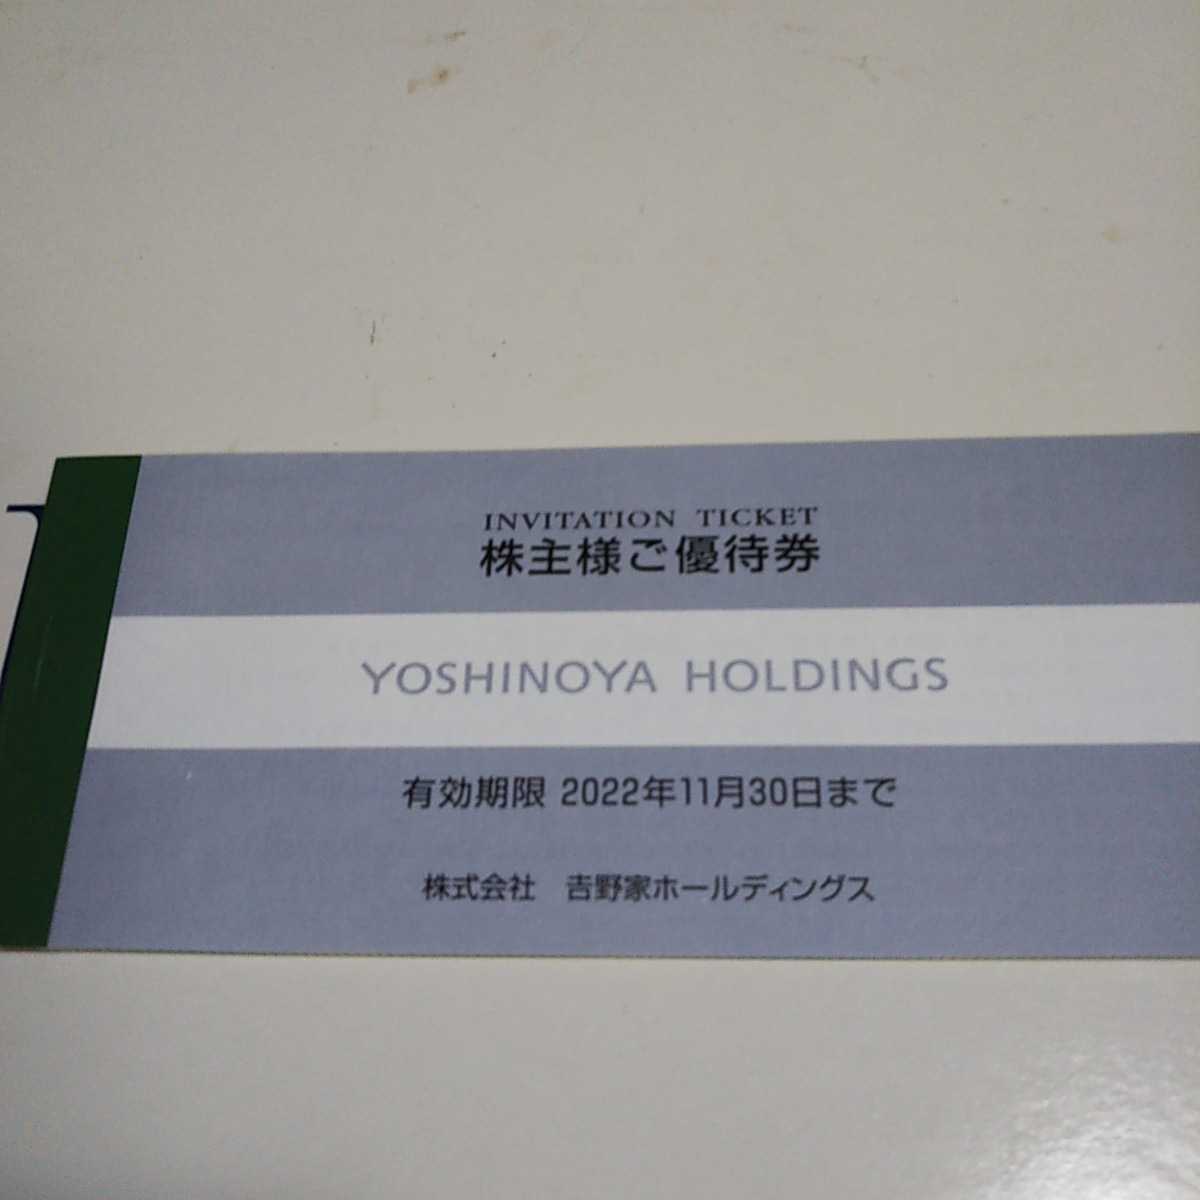 INVITATION TICKET
株主様ご優待券
YOSHINOYA HOLDINGS
有効期限 2022年11月30日まで
株式会社 𠮷野家ホールディングス